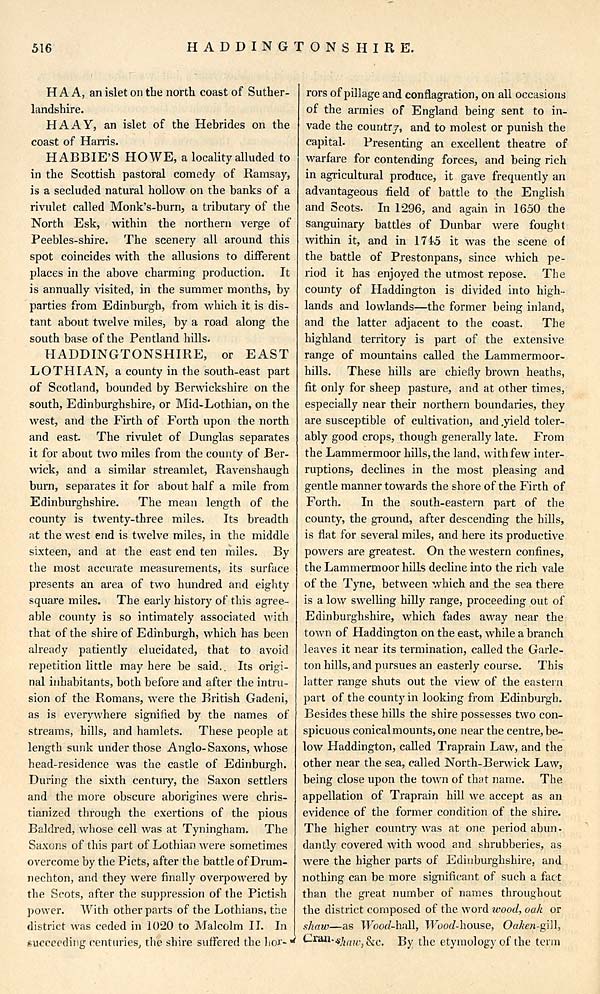 516
HADDINGTONSHIRE.
HAA, an islet on the north coast of Suther-
landshire.
HAAY, an islet of the Hebrides on the
coast of Harris.
HABBIE'S HOWE, a locality alluded to
in the Scottish pastoral comedy of Ramsay,
is a secluded natural hollow on the banks of a
rivulet called Monk's-burn, a tributary of the
North Esk, within the northern verge of
Peebles-shire. The scenery all around this
spot coincides with the allusions to different
places in the above charming production. It
is annually visited, in the summer months, by
parties from Edinburgh, from which it is dis-
tant about twelve miles, by a road along the
south base of the Pentland hills.
HADDINGTONSHIRE, or EAST
LOTHIAN, a county in the south-east part
of Scotland, bounded by Berwickshire on the
south, Edinburghshire, or Mid-Lothian, on the
west, and the Firth of Forth upon the north
and east. The rivulet of Dunglas separates
it for about two miles from the county of Ber-
wick, and a similar streamlet, Ravenshaugh
burn, separates it for about half a mile from
Edinburghshire. The mean length of the
county is twenty-three miles. Its breadth
at the west end is twelve miles, in the middle
sixteen, and at the east end ten miles. By
the most accurate measurements, its surface
presents an area of two hundred and eighty
square miles. The early history of this agree-
able county is so intimately associated with
that of the shire of Edinburgh, which has been
already patiently elucidated, that to avoid
repetition little may here be said. Its origi-
nal inhabitants, both before and after the intru-
sion of the Romans, were the British Gadeni,
as is everywhere signified by the names of
streams, hills, and hamlets. These people at
length sunk under those Anglo-Saxons, whose
head-residence was the castle of Edinburgh.
During the sixth century, the Saxon settlers
and the more obscure aborigines were chris-
tianized through the exertions of the pious
Baldred, whose cell was at Tyningham. The
Saxons of this part of Lothian were sometimes
overcome by the Picts, after the battle of Drum-
nechton, and they were finally overpowered by
the Scots, after the suppression of the Pictish
power. With other parts of the Lothians, the
district was ceded in 1020 to Malcolm II. In
succeeding centuries, the shire suffered the hor-
rors of pillage and conflagration, on all occasions
of the armies of England being sent to in-
vade the country, and to molest or punish the
capital. Presenting an excellent theatre of
warfare for contending forces, and being rich
in agricultural produce, it gave frequently an
advantageous field of battle to the English
and Scots. In 1296, and again in 1650 the
sanguinary battles of Dunbar were fought
within it, and in 1745 it was the scene of
the battle of Prestonpans, since which pe-
riod it has enjoyed the utmost repose. The
county of Haddington is divided into high-
lands and lowlands—the former being inland,
and the latter adjacent to the coast. The
highland territory is part of the extensive
range of mountains called the Lammermoor-
hills. These hills are chiefly brown heaths,
fit only for sheep pasture, and at other times,
especially near their northern boundaries, they
are susceptible of cultivation, and yield toler-
ably good crops, though generally late. From
the Lammermoor hills, the land, with few inter-
ruptions, declines in the most pleasing and
gentle manner towards the shore of the Firth of
Forth. In the south-eastern part of the
county, the ground, after descending the hills,
is flat for several miles, and here its productive
powers are greatest. On the western confines,
the Lammermoor hills decline into the rich vale
of the Tyne, between which and the sea there
is a low swelling hilly range, proceeding out of
Edinburghshire, which fades away near the
town of Haddington on the east, while a branch
leaves it near its termination, called the Garle-
ton hills, and pursues an easterly course. This
latter range shuts out the view of the eastern
part of the county in looking from Edinburgh.
Besides these hills the shire possesses two con-
spicuous conical mounts, one near the centre, be-
low Haddington, called Traprain Law, and the
other near the sea, called North-Berwick Law,
being close upon the town of that name. The
appellation of Traprain hill we accept as an
evidence of the former condition of the shire.
The higher country was at one period abun-
dantly covered with wood and shrubberies, as
were the higher parts of Edinburghshire, and
nothing can be more significant of such a fact
than the great number of names throughout
the district composed of the word wood, oak or
shaw—as Wood-hall, Wood-house, Oaken-gill,
Cran-shaw, &c. By the etymology of the term